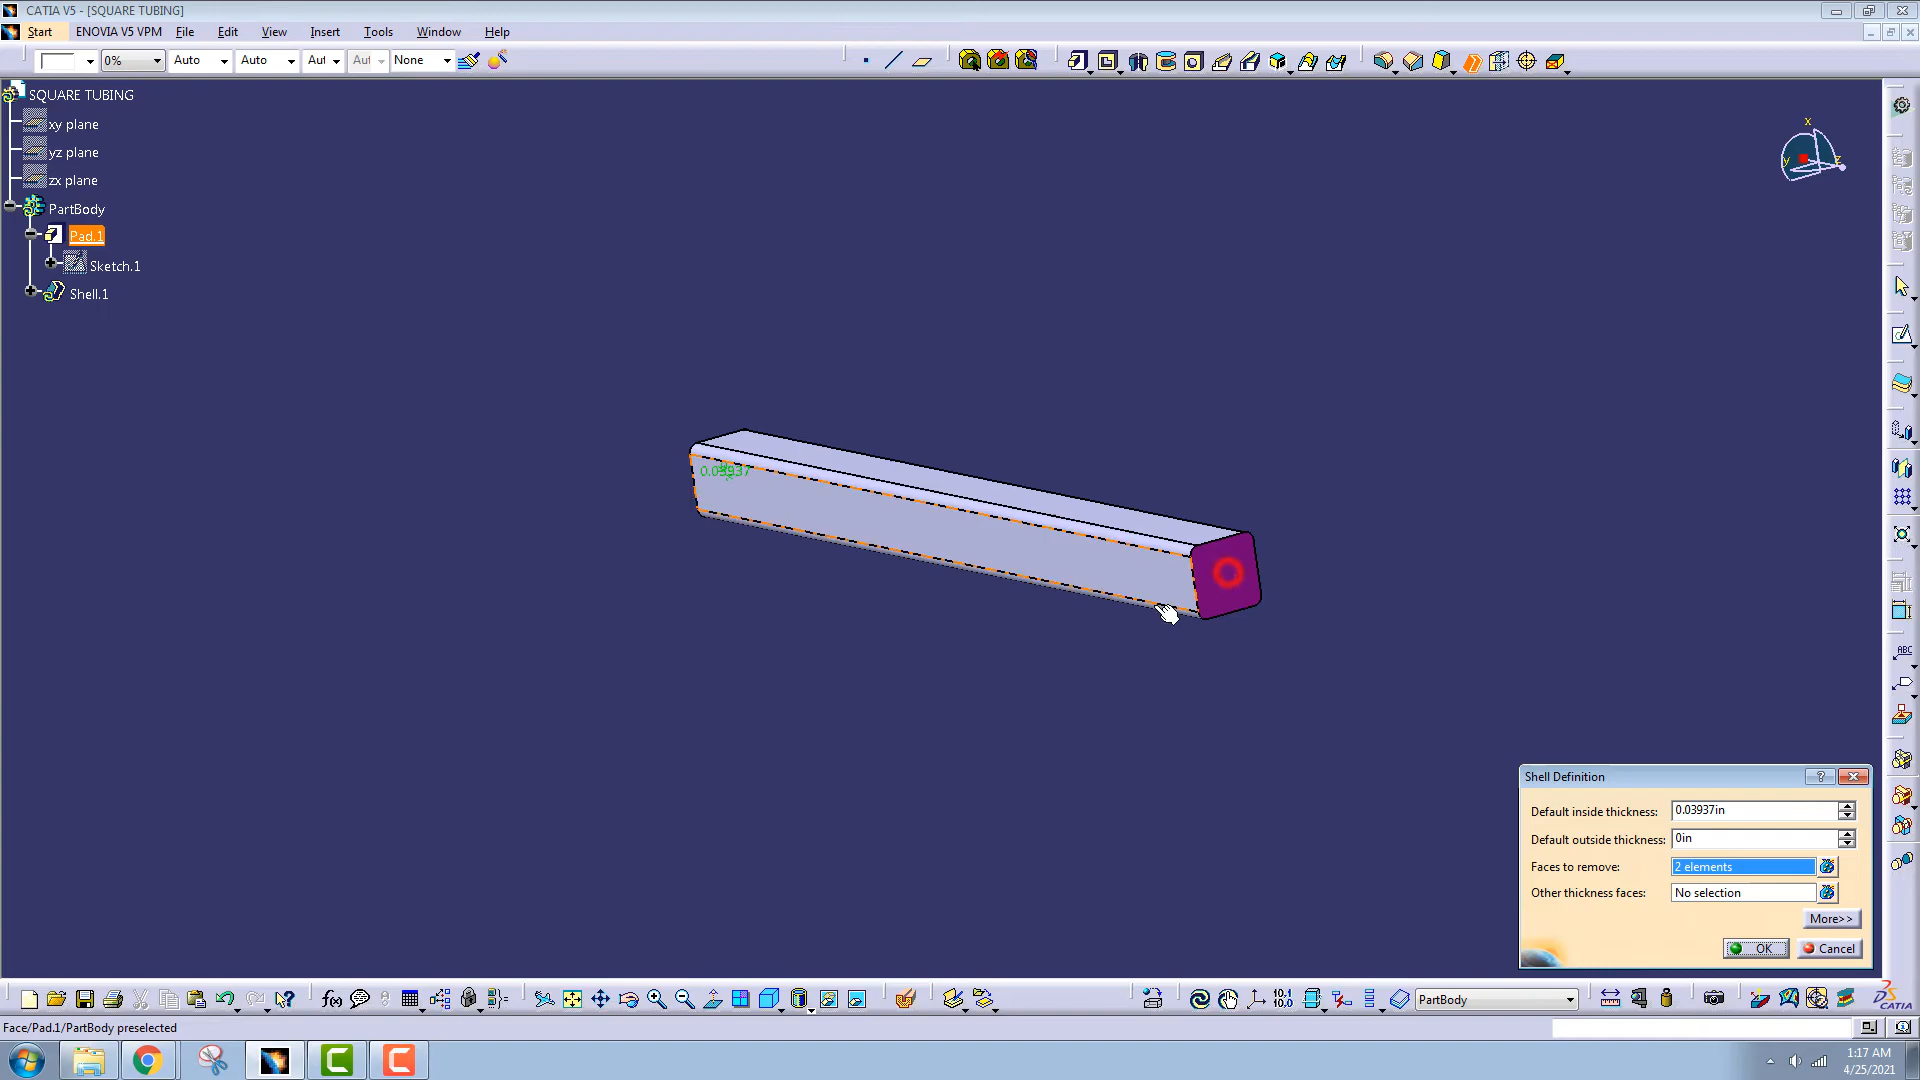 CATIA V5 - [SQUARE TUBING]
Start ENOVIA V5 VPM File Edit View Insert Tools Window Help
0% Auto Auto Aut Aut None
SQUARE TUBING
xy plane
yz plane
zx plane
PartBody
Pad.1
Sketch.1
Shell.1
x
y
z
0.03937
ABC
Shell Definition
Default inside thickness: 0.03937in
Default outside thickness: 0in
Faces to remove: 2 elements
Other thickness faces: No selection
More>>
OK Cancel
f(x) PartBody
CATIA
Face/Pad.1/PartBody preselected
1:17 AM
4/25/2021